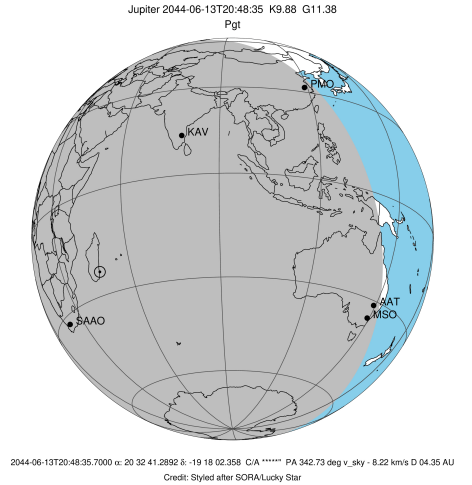 Jupiter 2044-06-13T20:48:35 K9.88 G11.38
Pgt
PMO
KAV
AAT
MSO
SAAO
2044-06-13T20:48:35.7000 α: 20 32 41.2892 δ: -19 18 02.358 C/A *****" PA 342.73 deg v_sky - 8.22 km/s D 04.35 AU
Credit: Styled after SORA/Lucky Star